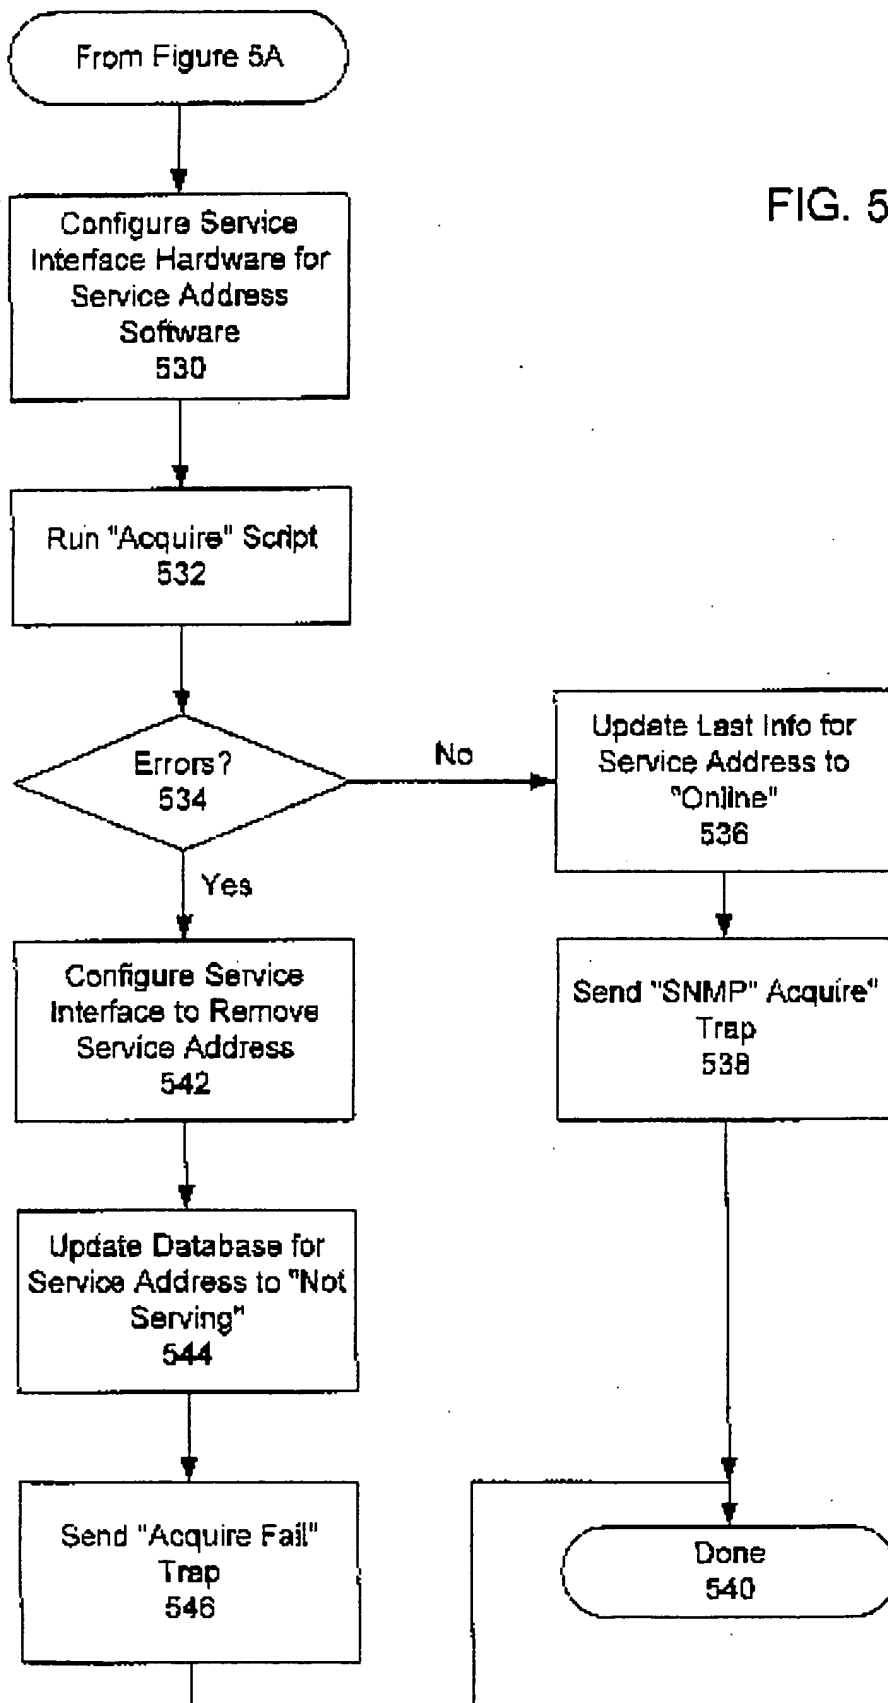 From Figure 5A
FIG. 5
Configure Service
Interface Hardware for
Service Address
Software
530
Run "Acquire" Script
532
Errors?
534
No
Yes
Update Last Info for
Service Address to
"Online"
536
Send "SNMP" Acquire"
Trap
538
Configure Service
Interface to Remove
Service Address
542
Update Database for
Service Address to "Not
Serving"
544
Send "Acquire Fail"
Trap
546
Done
540